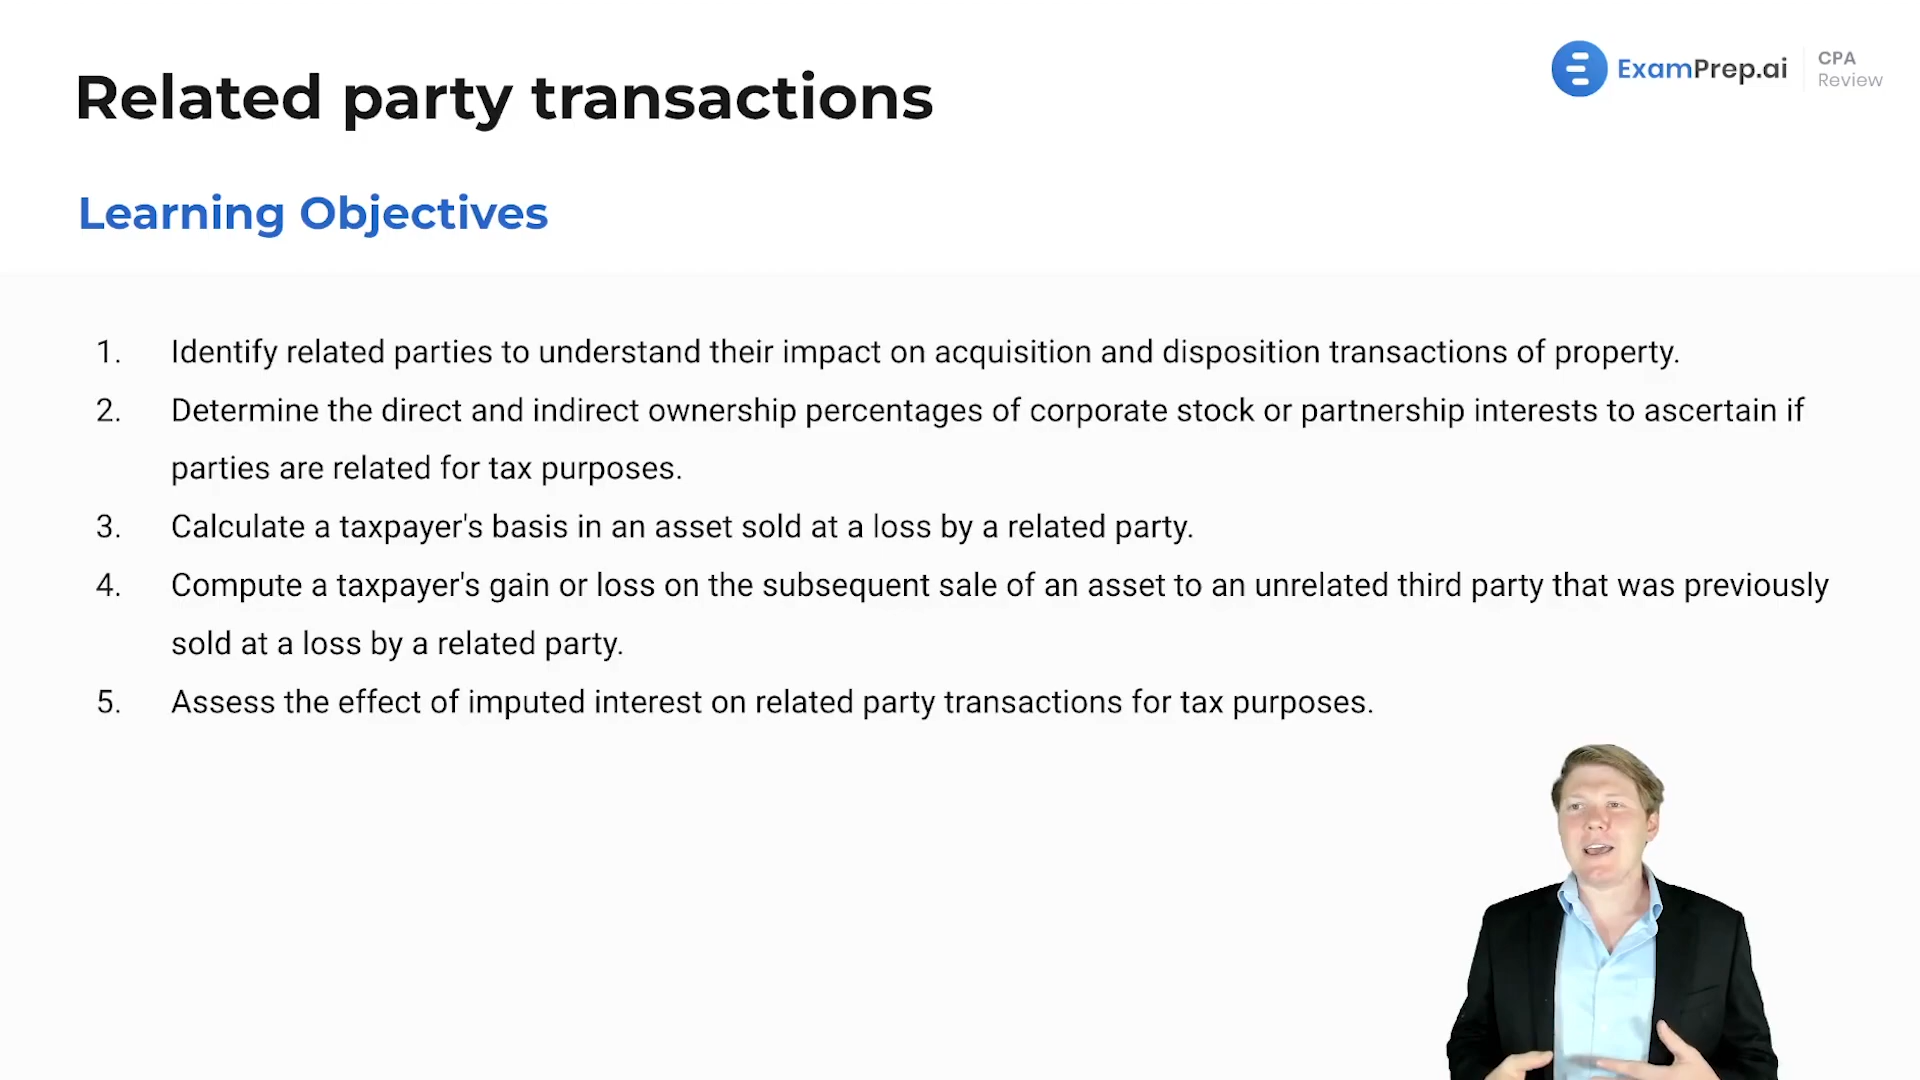 Related party transactions
ExamPrep.ai
CPA
Review
Learning Objectives
1. Identify related parties to understand their impact on acquisition and disposition transactions of property.
2. Determine the direct and indirect ownership percentages of corporate stock or partnership interests to ascertain if
parties are related for tax purposes.
3. Calculate a taxpayer's basis in an asset sold at a loss by a related party.
4. Compute a taxpayer's gain or loss on the subsequent sale of an asset to an unrelated third party that was previously
sold at a loss by a related party.
5. Assess the effect of imputed interest on related party transactions for tax purposes.